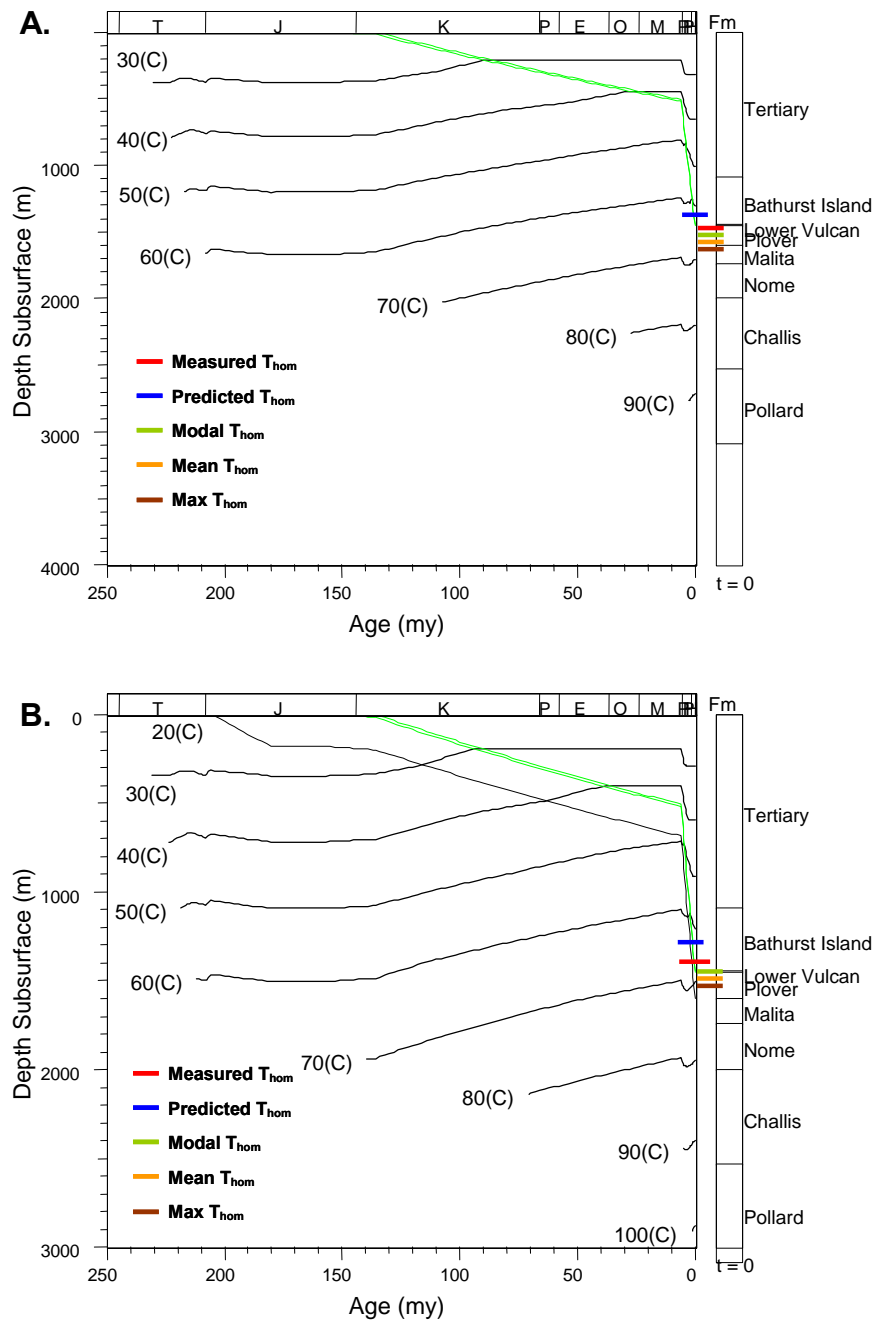 A.
T J K P E O M P P Fm
30(C)
40(C)
50(C)
60(C)
70(C)
80(C)
90(C)
1000
2000
3000
4000
Depth Subsurface (m)
Measured Thom
Predicted Thom
Modal Thom
Mean Thom
Max Thom
Tertiary
Bathurst Island
Lower Vulcan
Plover
Malita
Nome
Challis
Pollard
250 200 150 100 50 0
t = 0
Age (my)
B.
T J K P E O M P P Fm
0
20(C)
30(C)
40(C)
50(C)
60(C)
70(C)
80(C)
90(C)
100(C)
1000
2000
3000
Depth Subsurface (m)
Measured Thom
Predicted Thom
Modal Thom
Mean Thom
Max Thom
Tertiary
Bathurst Island
Lower Vulcan
Plover
Malita
Nome
Challis
Pollard
250 200 150 100 50 0
t = 0
Age (my)